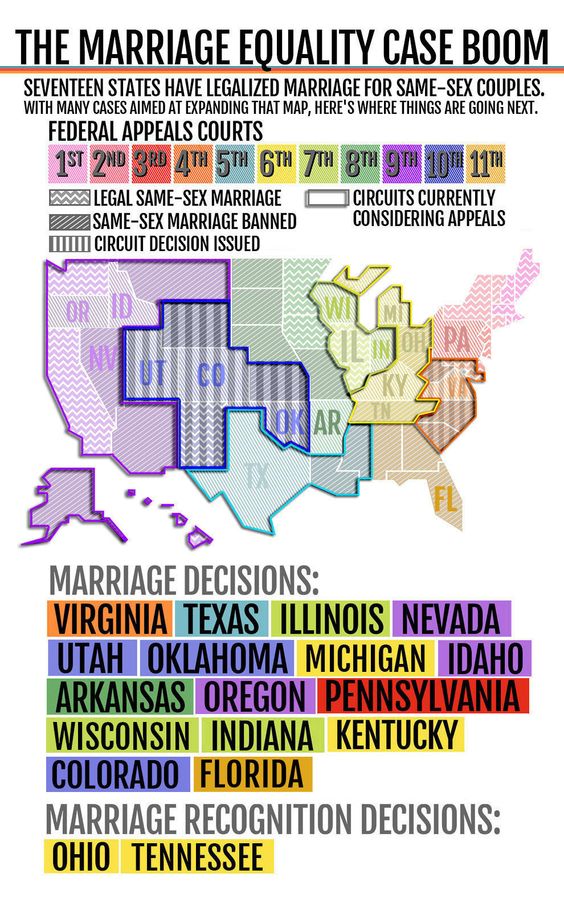 THE MARRIAGE EQUALITY CASE BOOM
SEVENTEEN STATES HAVE LEGALIZED MARRIAGE FOR SAME-SEX COUPLES.
WITH MANY CASES AIMED AT EXPANDING THAT MAP, HERE'S WHERE THINGS ARE GOING NEXT.
FEDERAL APPEALS COURTS
1ST 2ND 3RD 4TH 5TH 6TH 7TH 8TH 9TH 10TH 11TH
LEGAL SAME-SEX MARRIAGE
SAME-SEX MARRIAGE BANNED
CIRCUIT DECISION ISSUED
CIRCUITS CURRENTLY
CONSIDERING APPEALS
OR ID WI MI PA
NV UT CO IL IN OH VA
KY
TN
OK AR
TX
FL
MARRIAGE DECISIONS:
VIRGINIA TEXAS ILLINOIS NEVADA
UTAH OKLAHOMA MICHIGAN IDAHO
ARKANSAS OREGON PENNSYLVANIA
WISCONSIN INDIANA KENTUCKY
COLORADO FLORIDA
MARRIAGE RECOGNITION DECISIONS:
OHIO TENNESSEE